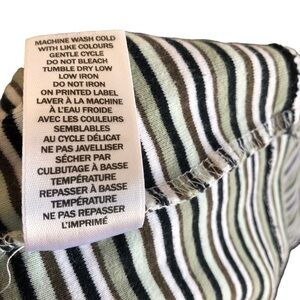 MACHINE WASH COLD
WITH LIKE COLOURS
GENTLE CYCLE
DO NOT BLEACH
TUMBLE DRY LOW
LOW IRON
DO NOT IRON
ON PRINTED LABEL
LAVER À LA MACHINE
À L'EAU FROIDE
AVEC LES COULEURS
SEMBLABLES
AU CYCLE DÉLICAT
NE PAS JAVELLISER
SÉCHER PAR
CULBUTAGE À BASSE
TEMPÉRATURE
REPASSER À BASSE
TEMPÉRATURE
NE PAS REPASSER
L'IMPRIMÉ